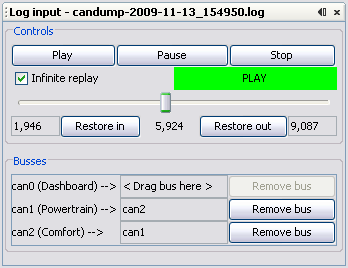 Log input - candump-2009-11-13_154950.log
Controls
Play Pause Stop
Infinite replay PLAY
1,946 Restore in 5,924 Restore out 9,087
Busses
can0 (Dashboard) --> < Drag bus here > Remove bus
can1 (Powertrain) --> can2 Remove bus
can2 (Comfort) --> can1 Remove bus